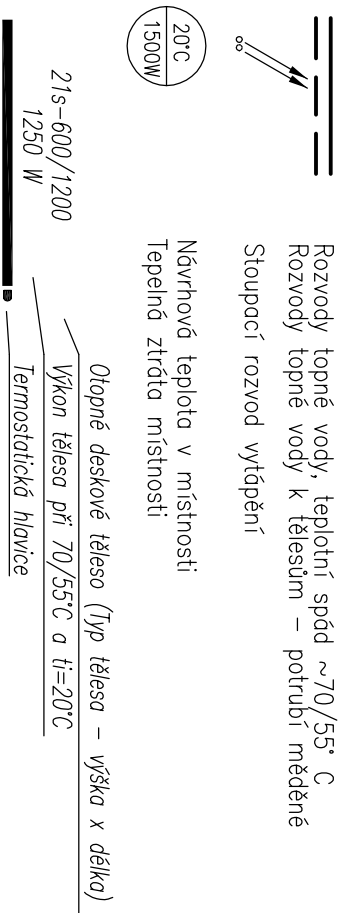 Rozvody topné vody, teplotní spád ~70/55° C
Rozvody topné vody k tělesům - potrubí měděné
Stoupací rozvod vytápění
20°C
1500W
Návrhová teplota v místnosti
Tepelná ztráta místnosti
21s-600/1200
1250 W
Otopné deskové těleso (Typ tělesa - výška x délka)
Výkon tělesa při 70/55°C a ti=20°C
Termostatická hlavice